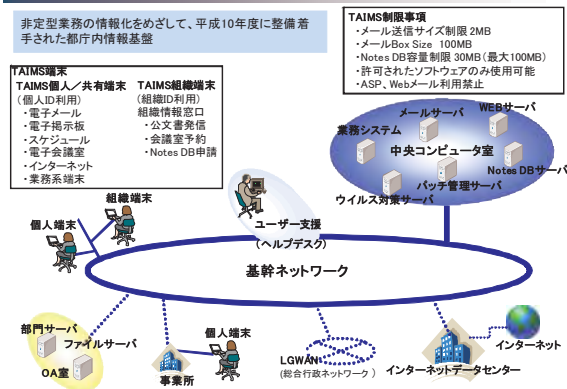 非定型業務の情報化をめざして、平成10年度に整備着
手された都庁内情報基盤
TAIMS制限事項
・メール送信サイズ制限 2MB
・メールBox Size 100MB
・Notes DB容量制限 30MB(最大100MB)
・許可されたソフトウェアのみ使用可能
・ASP、Webメール利用禁止
TAIMS端末
TAIMS個人/共有端末
(個人ID利用)
・電子メール
・電子掲示板
・スケジュール
・電子会議室
・インターネット
・業務系端末
TAIMS組織端末
(組織ID利用)
組織情報窓口
・公文書発信
・会議室予約
・Notes DB申請
メールサーバ
WEBサーバ
業務システム
中央コンピュータ室
Notes DBサーバ
パッチ管理サーバ
ウイルス対策サーバ
組織端末
個人端末
ユーザー支援
(ヘルプデスク)
基幹ネットワーク
部門サーバ
ファイルサーバ
OA室
個人端末
事業所
LGWAN
(総合行政ネットワーク)
インターネット
インターネットデータセンター